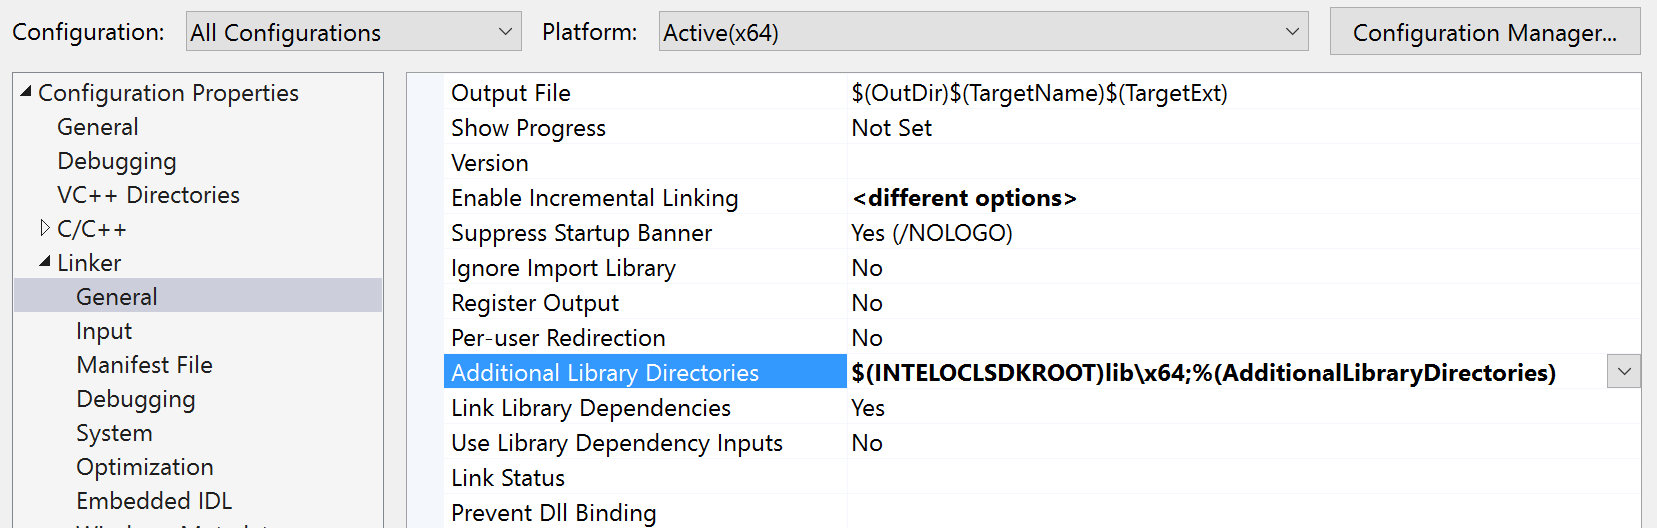 Configuration: All Configurations Platform: Active(x64) Configuration Manager...
Configuration Properties
General
Debugging
VC++ Directories
C/C++
Linker
General
Input
Manifest File
Debugging
System
Optimization
Embedded IDL
Output File $(OutDir)$(TargetName)$(TargetExt)
Show Progress Not Set
Version
Enable Incremental Linking <different options>
Suppress Startup Banner Yes (/NOLOGO)
Ignore Import Library No
Register Output No
Per-user Redirection No
Additional Library Directories $(INTELOCLSDKROOT)lib\x64;%(AdditionalLibraryDirectories)
Link Library Dependencies Yes
Use Library Dependency Inputs No
Link Status
Prevent Dll Binding